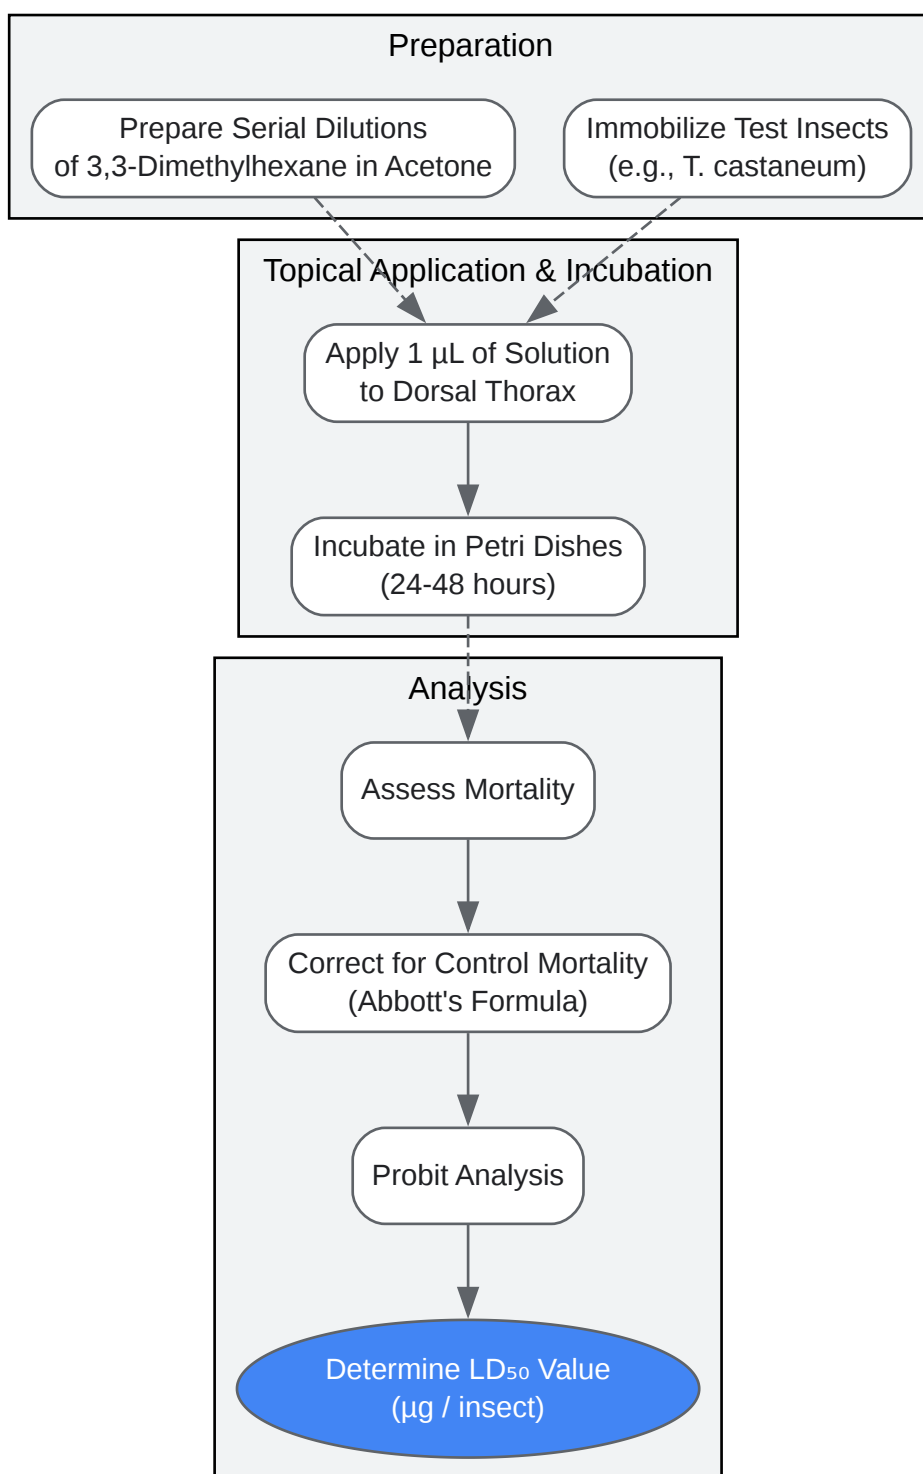 Preparation
Prepare Serial Dilutions
of 3,3-Dimethylhexane in Acetone
Immobilize Test Insects
(e.g., T. castaneum)
Topical Application & Incubation
Apply 1 µL of Solution
to Dorsal Thorax
Incubate in Petri Dishes
(24-48 hours)
Analysis
Assess Mortality
Correct for Control Mortality
(Abbott's Formula)
Probit Analysis
Determine LD₅₀ Value
(µg / insect)